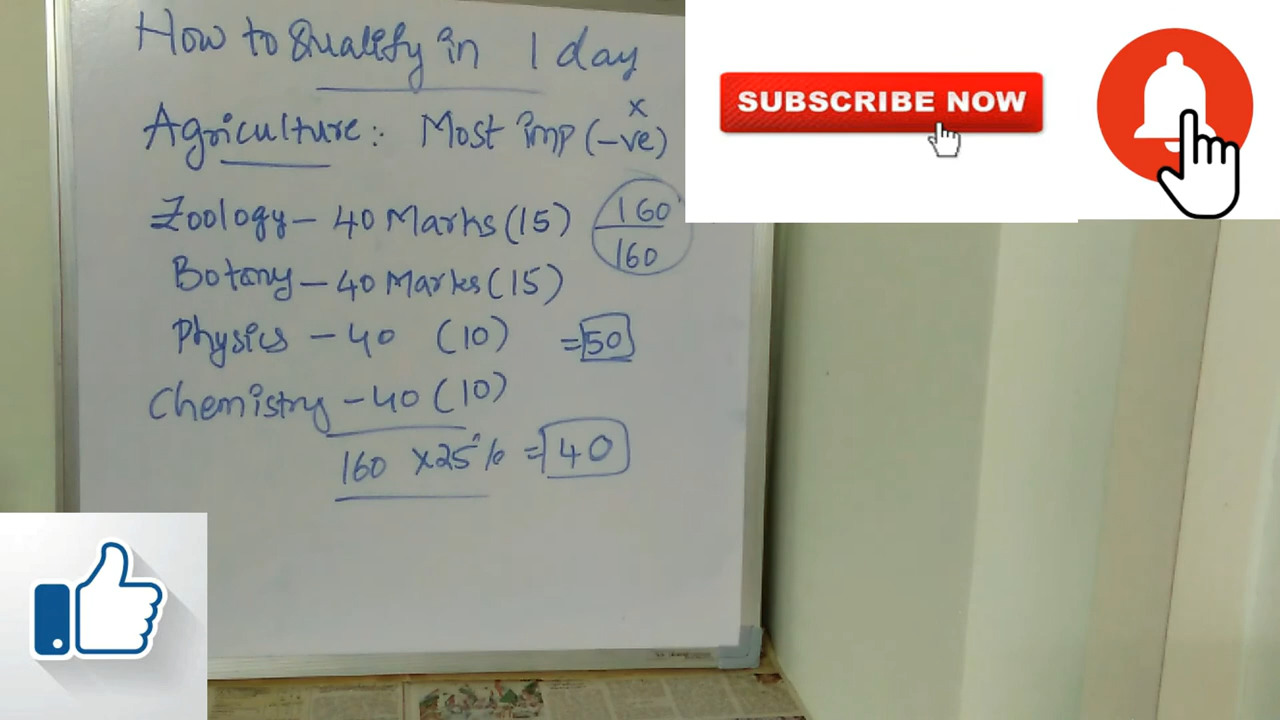 How to Qualify in 1 day
Agriculture: Most imp (-ve)
x
Zoology - 40 Marks (15)
160
160
Botany - 40 Marks (15)
Physics - 40 (10) = 50
Chemistry - 40 (10)
160 x 25% = 40
SUBSCRIBE NOW